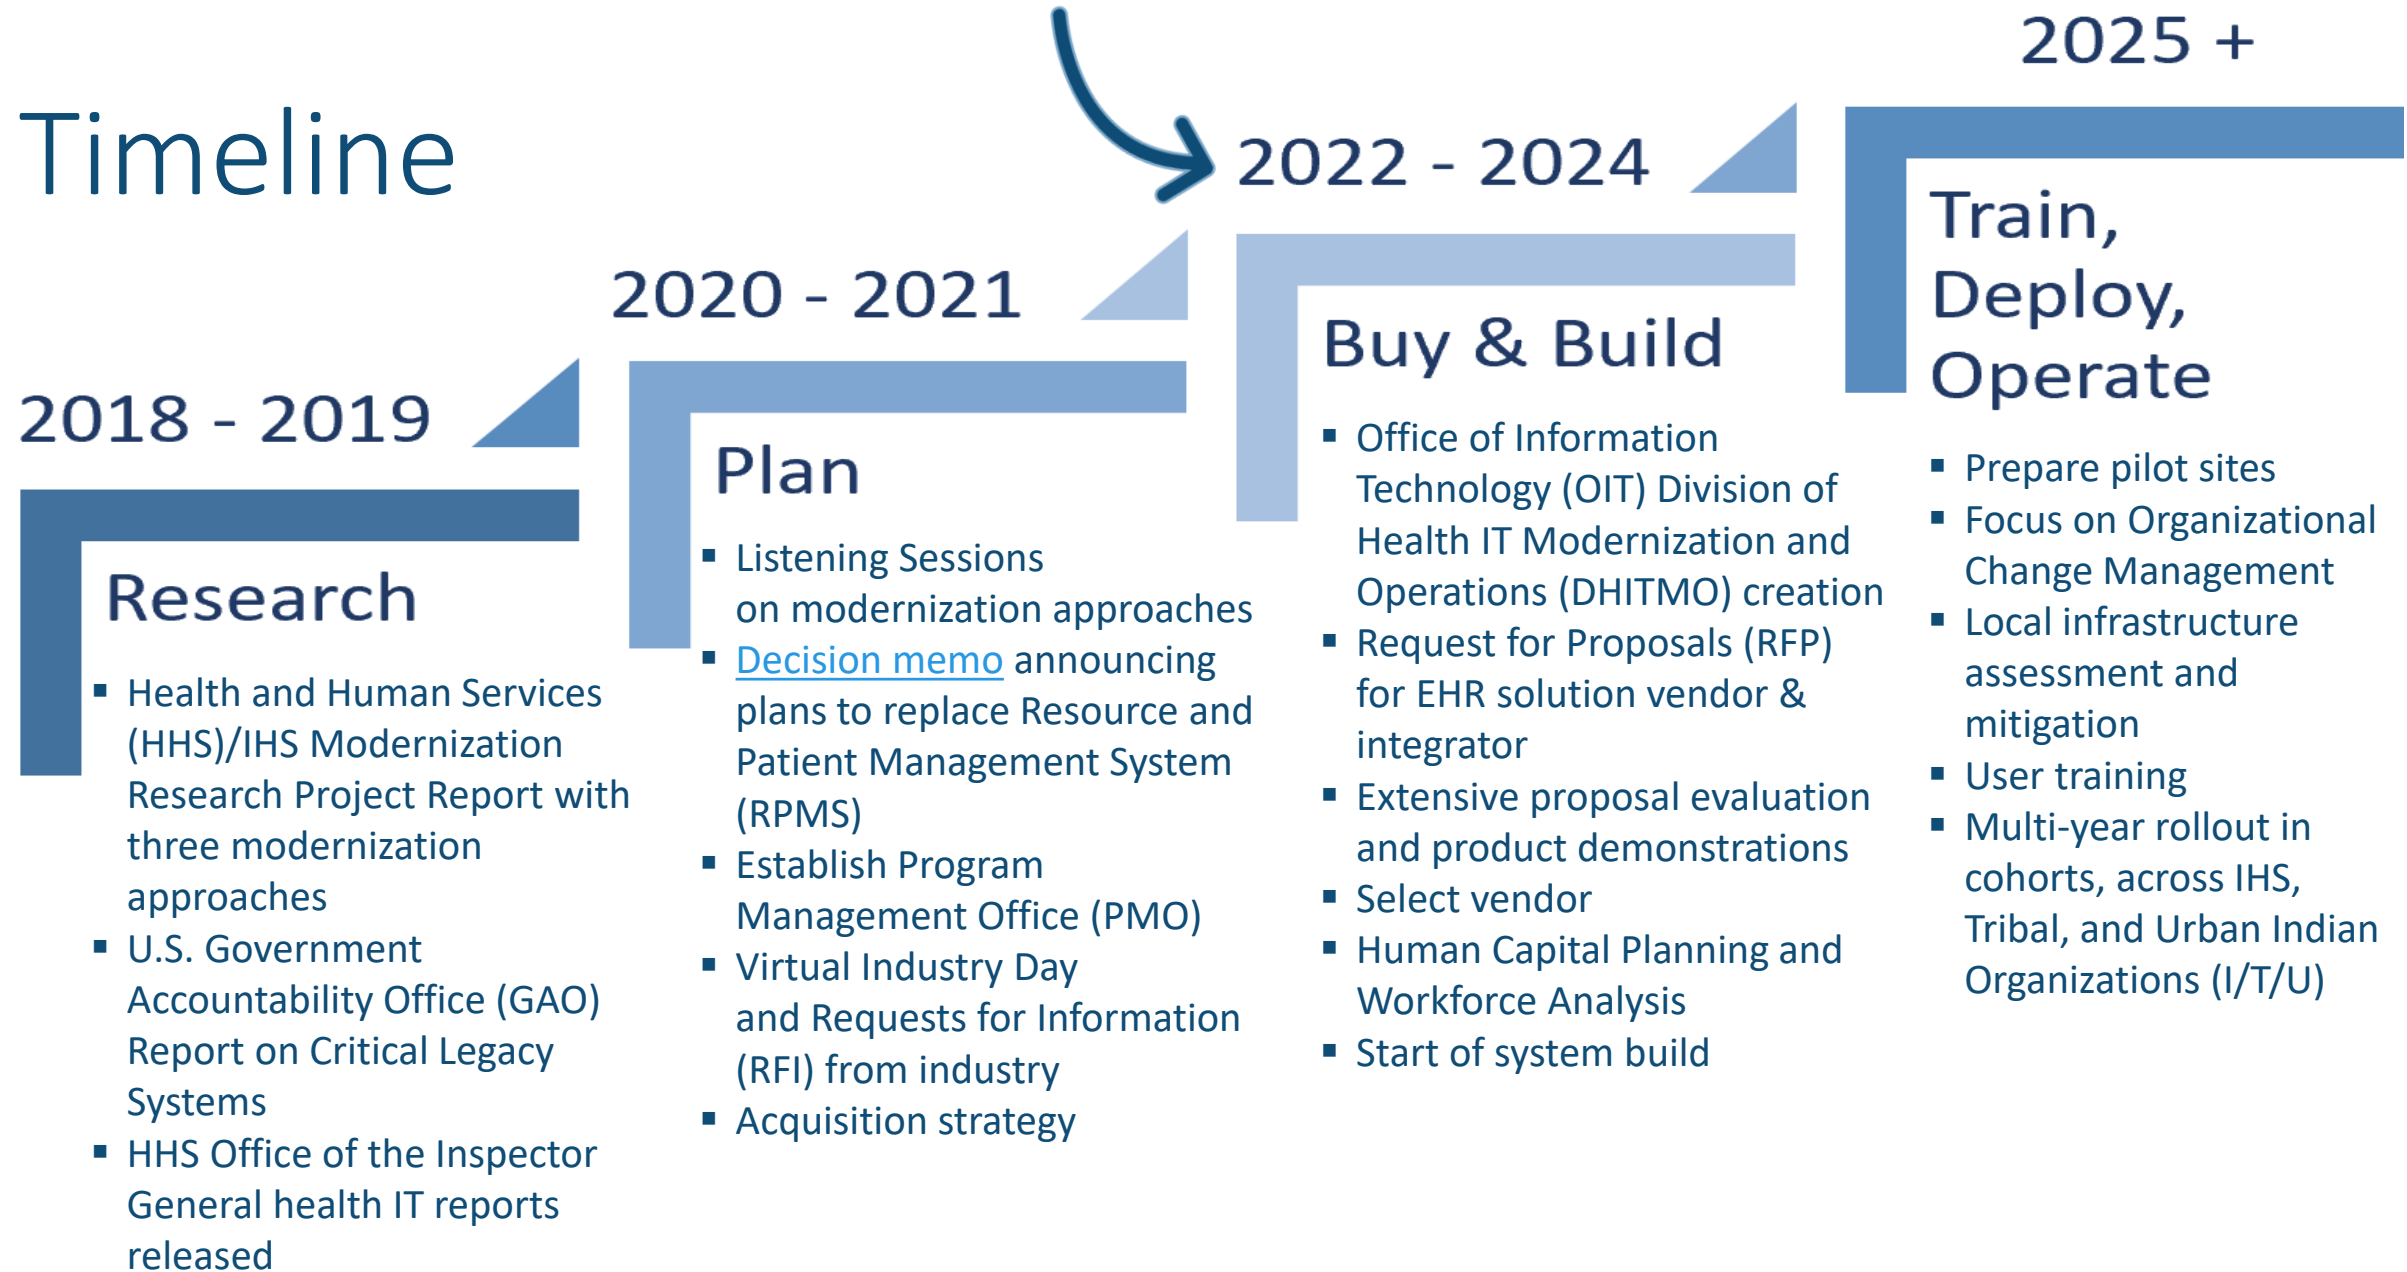 Timeline
2018 - 2019
Research
▪ Health and Human Services
(HHS)/IHS Modernization
Research Project Report with
three modernization
approaches
▪ U.S. Government
Accountability Office (GAO)
Report on Critical Legacy
Systems
▪ HHS Office of the Inspector
General health IT reports
released
2020 - 2021
Plan
▪ Listening Sessions
on modernization approaches
▪ Decision memo announcing
plans to replace Resource and
Patient Management System
(RPMS)
▪ Establish Program
Management Office (PMO)
▪ Virtual Industry Day
and Requests for Information
(RFI) from industry
▪ Acquisition strategy
2022 - 2024
Buy & Build
▪ Office of Information
Technology (OIT) Division of
Health IT Modernization and
Operations (DHITMO) creation
▪ Request for Proposals (RFP)
for EHR solution vendor &
integrator
▪ Extensive proposal evaluation
and product demonstrations
▪ Select vendor
▪ Human Capital Planning and
Workforce Analysis
▪ Start of system build
2025 +
Train,
Deploy,
Operate
▪ Prepare pilot sites
▪ Focus on Organizational
Change Management
▪ Local infrastructure
assessment and
mitigation
▪ User training
▪ Multi-year rollout in
cohorts, across IHS,
Tribal, and Urban Indian
Organizations (I/T/U)